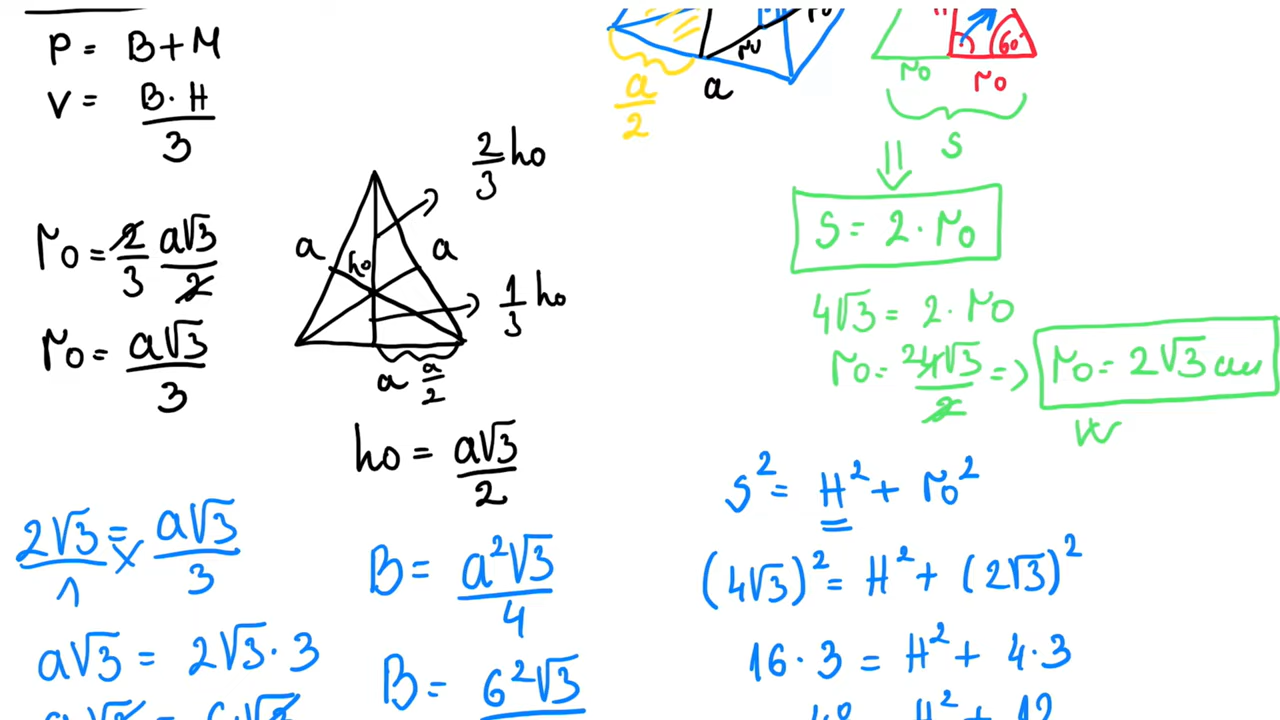 P = B + M
V = B · H / 3
r₀ = 2/3 a√3/2
r₀ = a√3/3
2/3 h₀
a
h₀
a
1/3 h₀
a
a/2
h₀ = a√3/2
2√3/1 = a√3/3
a√3 = 2√3 · 3
B = a²√3/4
B = 6²√3
a/2
a
60°
r₀
r₀
s
s = 2 · r₀
4√3 = 2 · r₀
r₀ = 4√3/2 => r₀ = 2√3 cm
s² = H² + r₀²
(4√3)² = H² + (2√3)²
16 · 3 = H² + 4 · 3